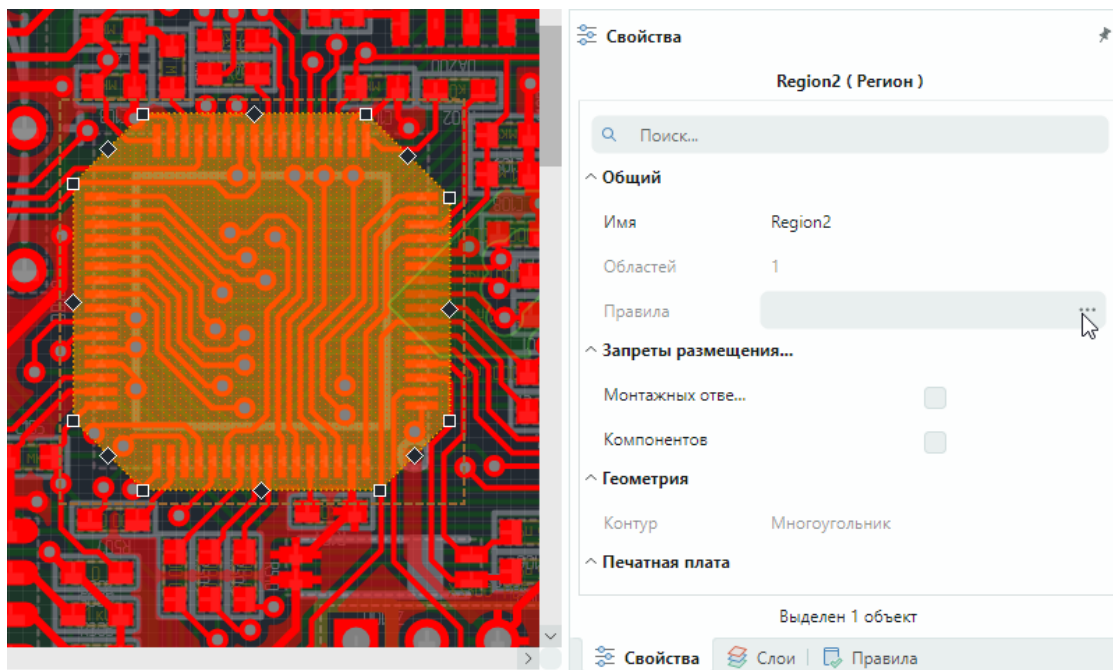 Свойства
Region2 ( Регион )
Поиск...
Общий
Имя Region2
Областей 1
Правила ...
Запреты размещения...
Монтажных отве...
Компонентов
Геометрия
Контур Многоугольник
Печатная плата
Выделен 1 объект
Свойства Слои Правила